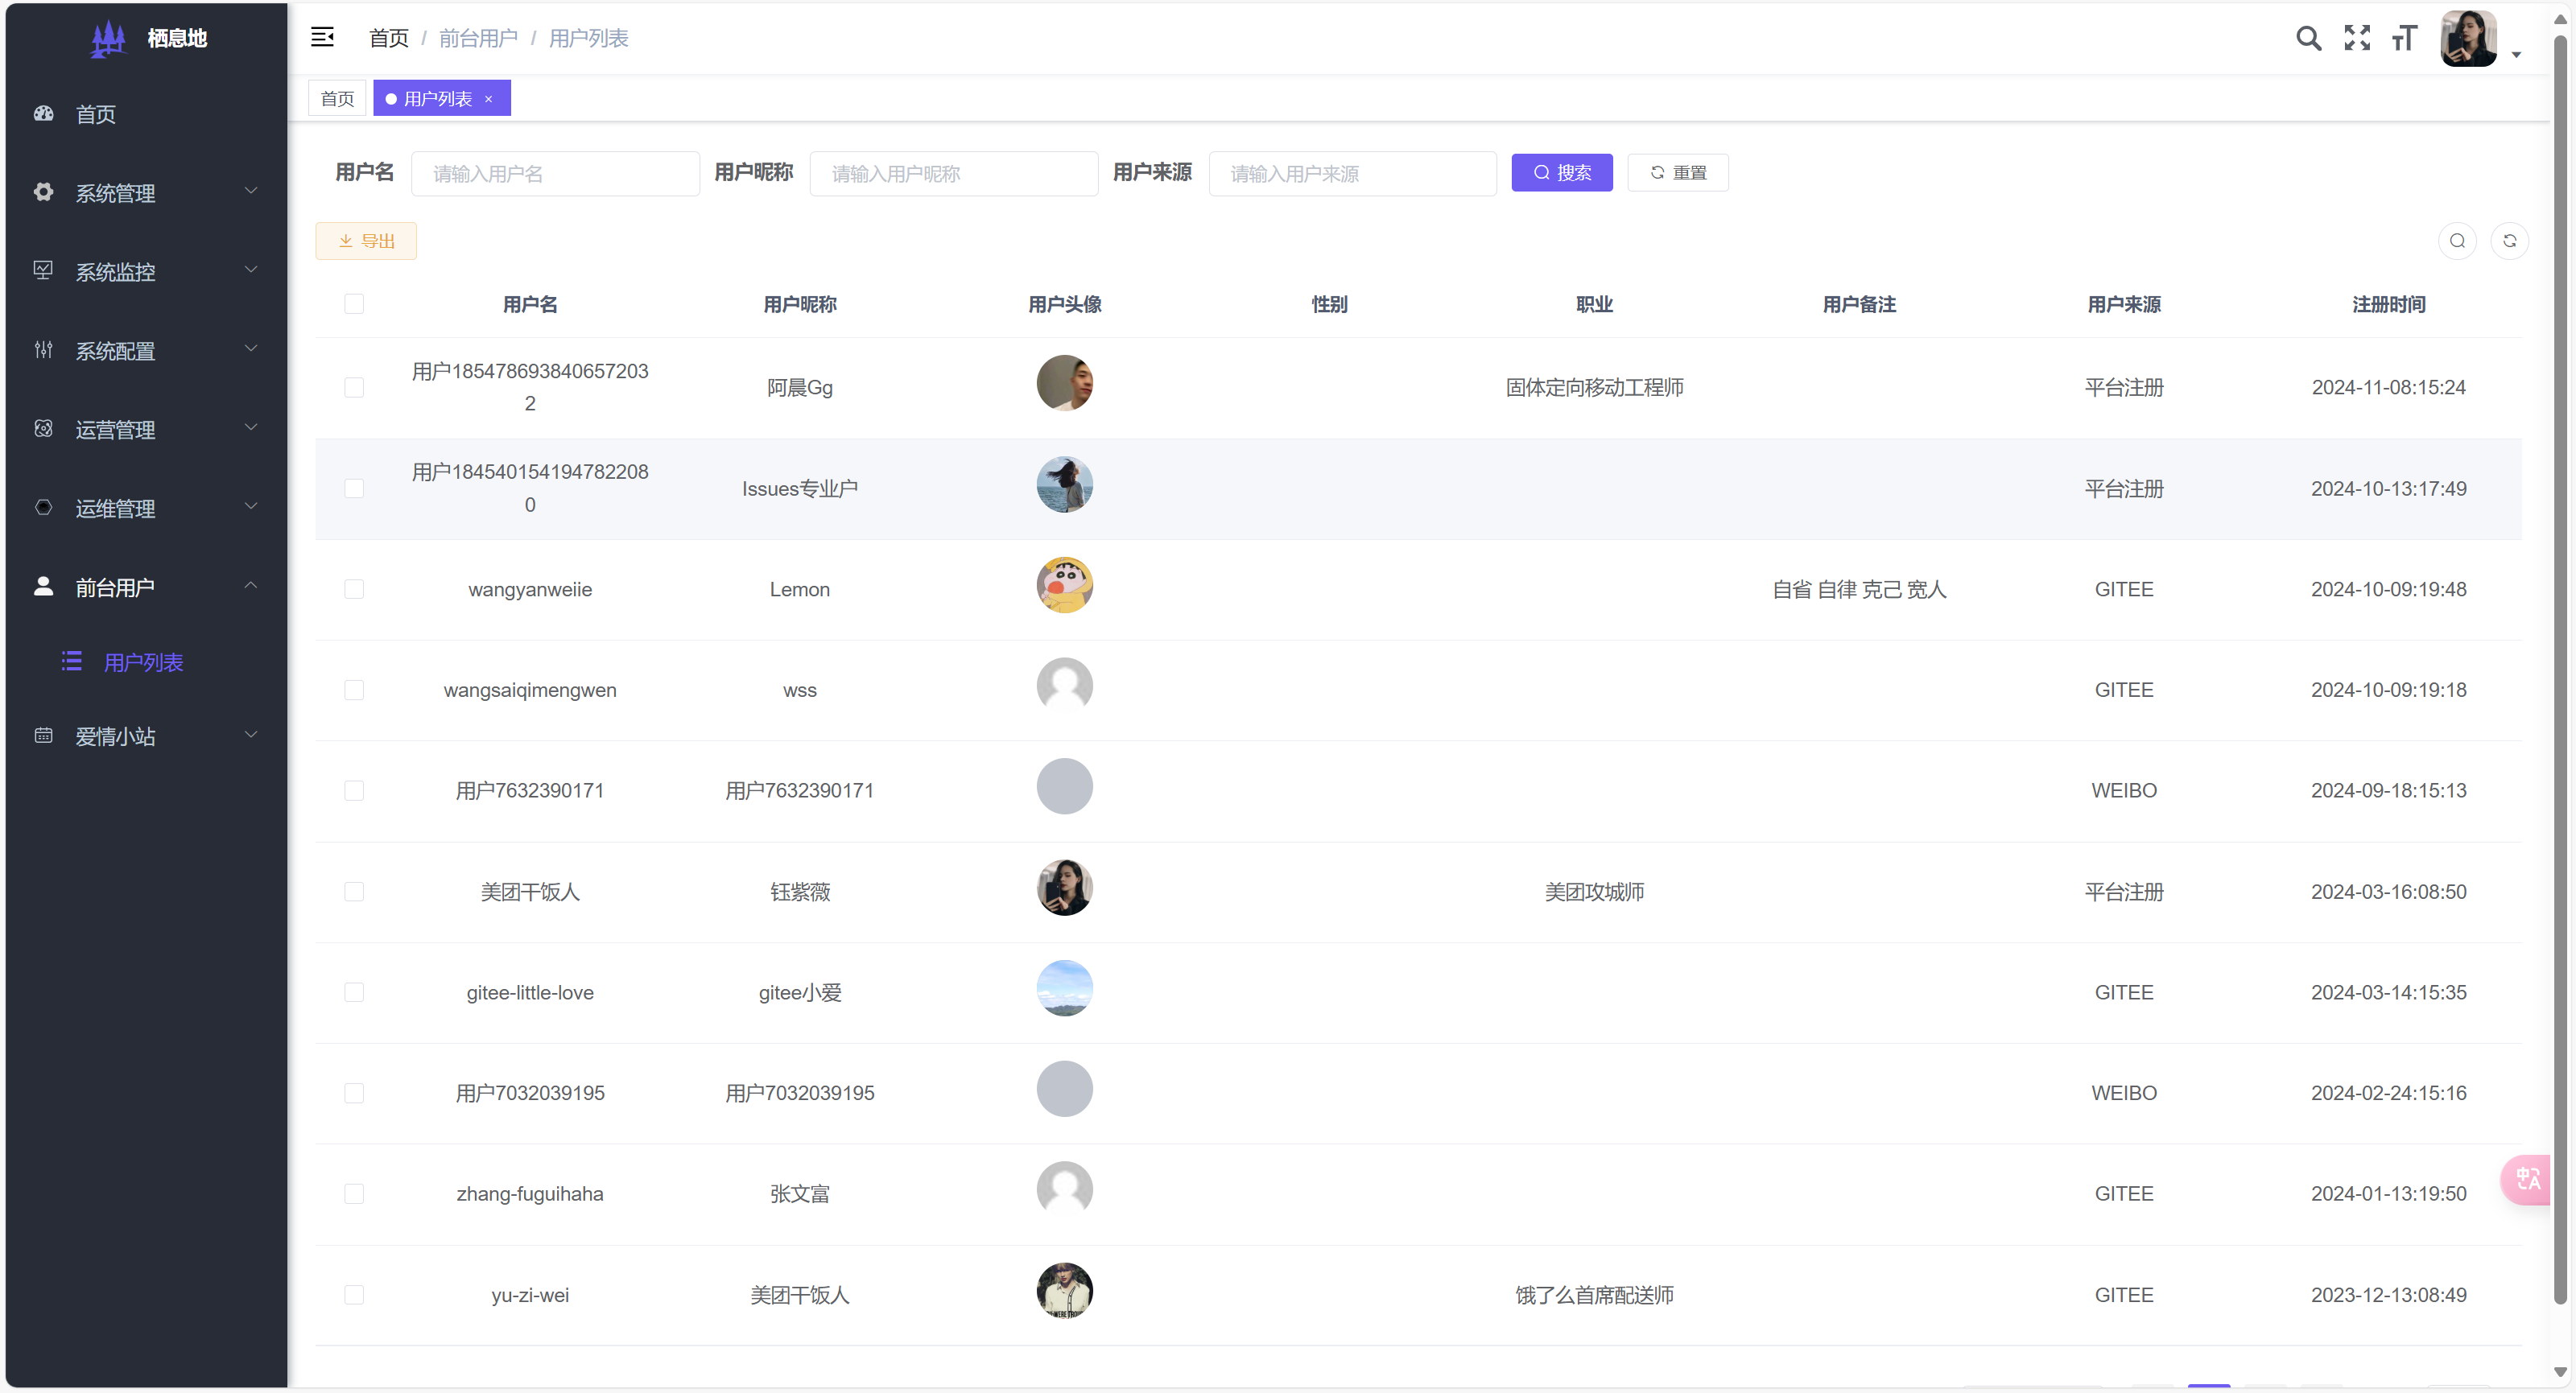 栖息地
首页 / 前台用户 / 用户列表
首页
用户列表 ×
首页
系统管理
系统监控
系统配置
运营管理
运维管理
前台用户
用户列表
爱情小站
用户名 请输入用户名 用户昵称 请输入用户昵称 用户来源 请输入用户来源 搜索 重置
导出
用户名 用户昵称 用户头像 性别 职业 用户备注 用户来源 注册时间
用户185478693840657203
2 阿晨Gg 固体定向移动工程师 平台注册 2024-11-08:15:24
用户184540154194782208
0 Issues专业户 平台注册 2024-10-13:17:49
wangyanweiie Lemon 自省 自律 克己 宽人 GITEE 2024-10-09:19:48
wangsaiqimengwen wss GITEE 2024-10-09:19:18
用户7632390171 用户7632390171 WEIBO 2024-09-18:15:13
美团干饭人 钰紫薇 美团攻城师 平台注册 2024-03-16:08:50
gitee-little-love gitee小爱 GITEE 2024-03-14:15:35
用户7032039195 用户7032039195 WEIBO 2024-02-24:15:16
zhang-fuguihaha 张文富 GITEE 2024-01-13:19:50
yu-zi-wei 美团干饭人 饿了么首席配送师 GITEE 2023-12-13:08:49